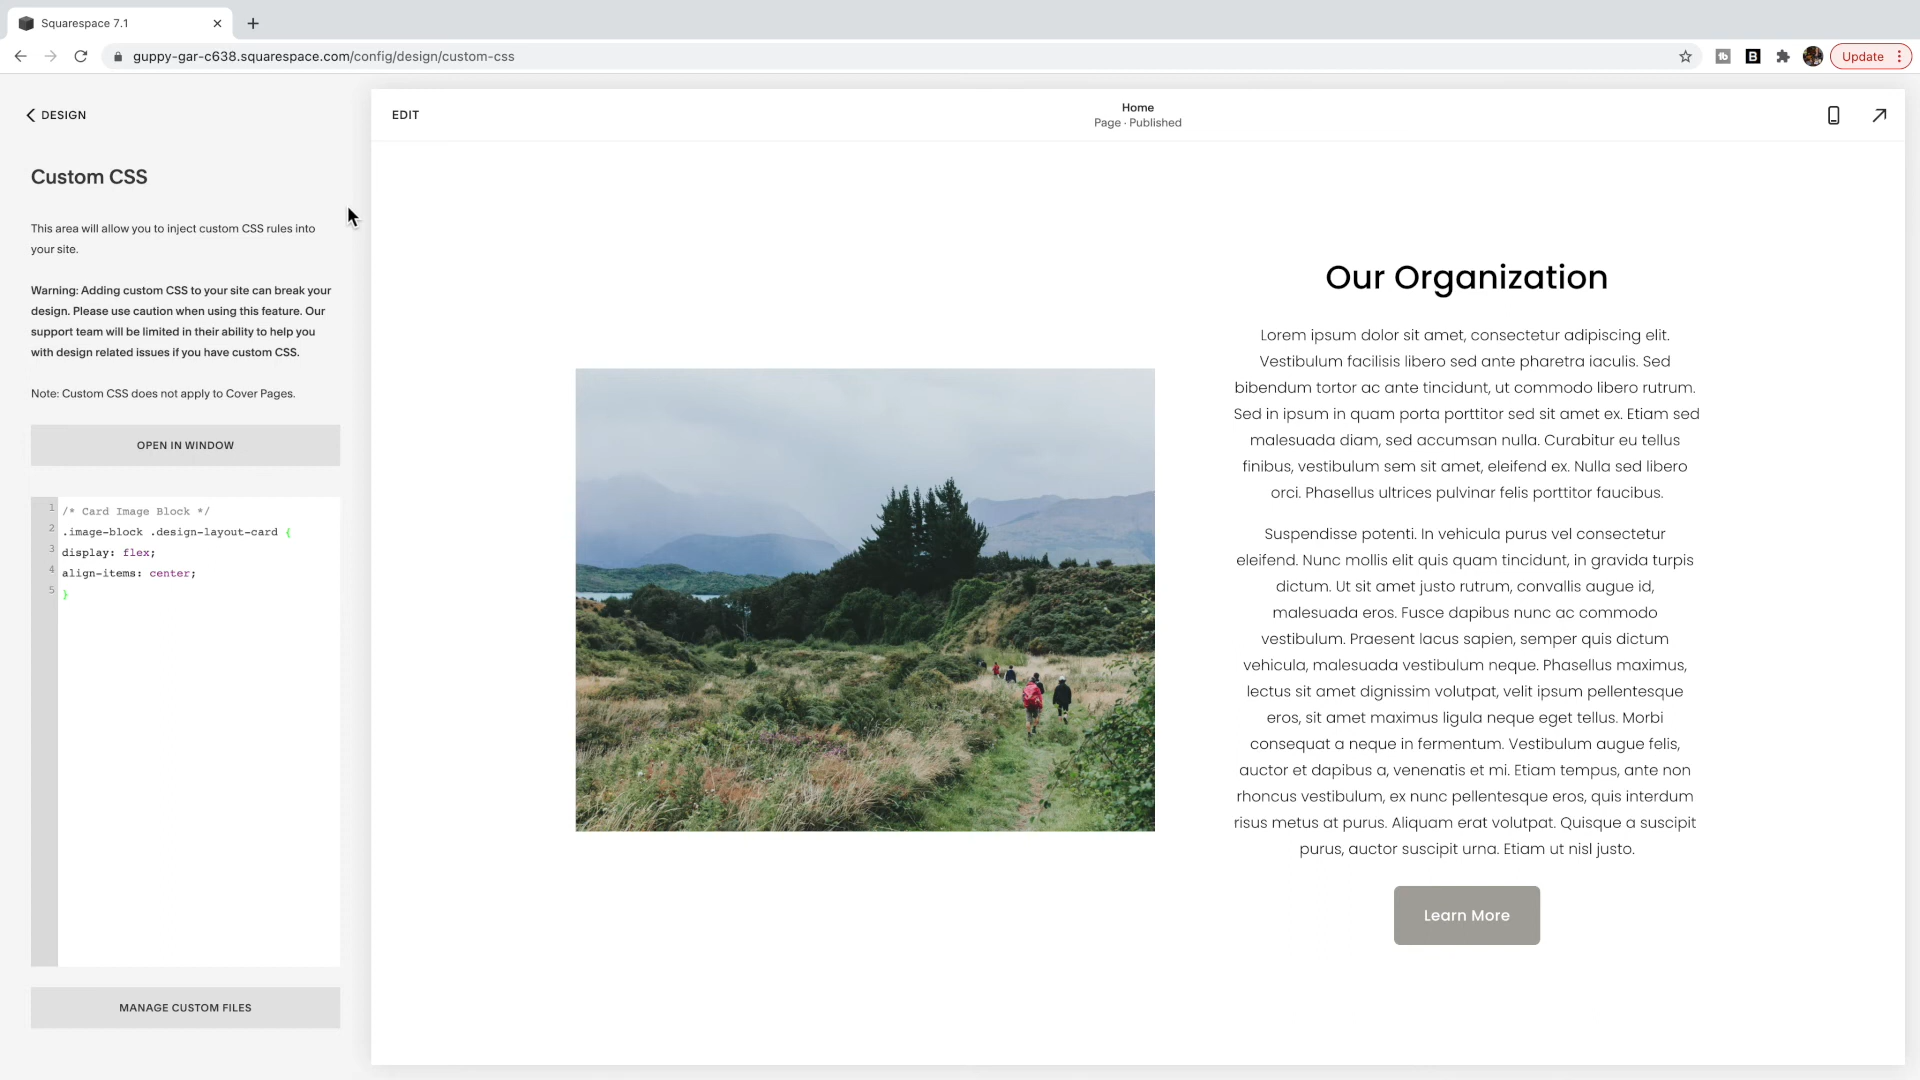 Squarespace 7.1
guppy-gar-c638.squarespace.com/config/design/custom-css
Update
DESIGN
EDIT
Home
Page · Published
Custom CSS
This area will allow you to inject custom CSS rules into
your site.
Warning: Adding custom CSS to your site can break your
design. Please use caution when using this feature. Our
support team will be limited in their ability to help you
with design related issues if you have custom CSS.
Note: Custom CSS does not apply to Cover Pages.
OPEN IN WINDOW
1 /* Card Image Block */
2 .image-block .design-layout-card {
3 display: flex;
4 align-items: center;
5 }
MANAGE CUSTOM FILES
Our Organization
Lorem ipsum dolor sit amet, consectetur adipiscing elit.
Vestibulum facilisis libero sed ante pharetra iaculis. Sed
bibendum tortor ac ante tincidunt, ut commodo libero rutrum.
Sed in ipsum in quam porta porttitor sed sit amet ex. Etiam sed
malesuada diam, sed accumsan nulla. Curabitur eu tellus
finibus, vestibulum sem sit amet, eleifend ex. Nulla sed libero
orci. Phasellus ultrices pulvinar felis porttitor faucibus.
Suspendisse potenti. In vehicula purus vel consectetur
eleifend. Nunc mollis elit quis quam tincidunt, in gravida turpis
dictum. Ut sit amet justo rutrum, convallis augue id,
malesuada eros. Fusce dapibus nunc ac commodo
vestibulum. Praesent lacus sapien, semper quis dictum
vehicula, malesuada vestibulum neque. Phasellus maximus,
lectus sit amet dignissim volutpat, velit ipsum pellentesque
eros, sit amet maximus ligula neque eget tellus. Morbi
consequat a neque in fermentum. Vestibulum augue felis,
auctor et dapibus a, venenatis et mi. Etiam tempus, ante non
rhoncus vestibulum, ex nunc pellentesque eros, quis interdum
risus metus at purus. Aliquam erat volutpat. Quisque a suscipit
purus, auctor suscipit urna. Etiam ut nisl justo.
Learn More